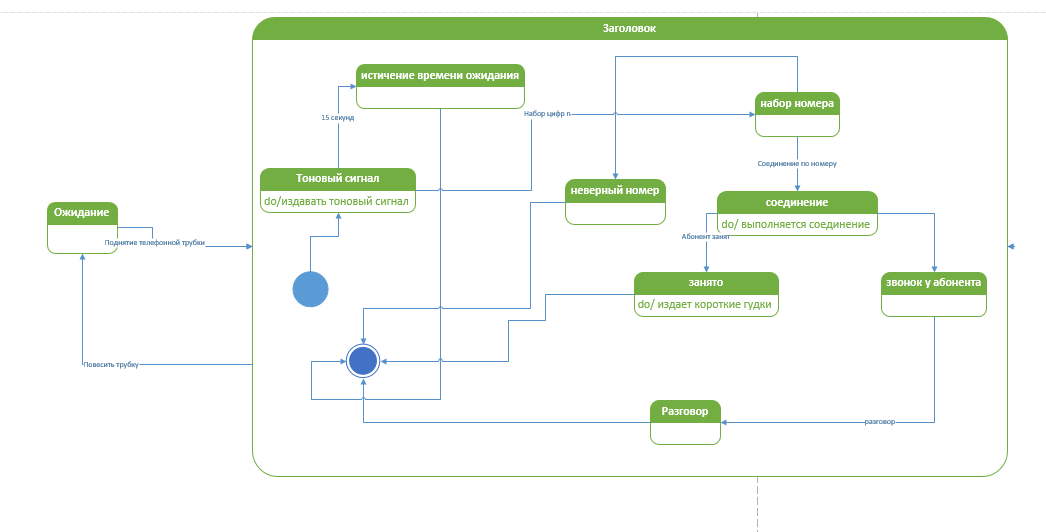 Заголовок
истичение времени ожидания
набор номера
Набор цифр n
15 секунд
Соединение по номеру
Тоновый сигнал
do/издавать тоновый сигнал
неверный номер
соединение
do/ выполняется соединение
Ожидание
Поднятие телефонной трубки
Абонент занят
занято
do/ издает короткие гудки
звонок у абонента
Повесить трубку
Разговор
разговор